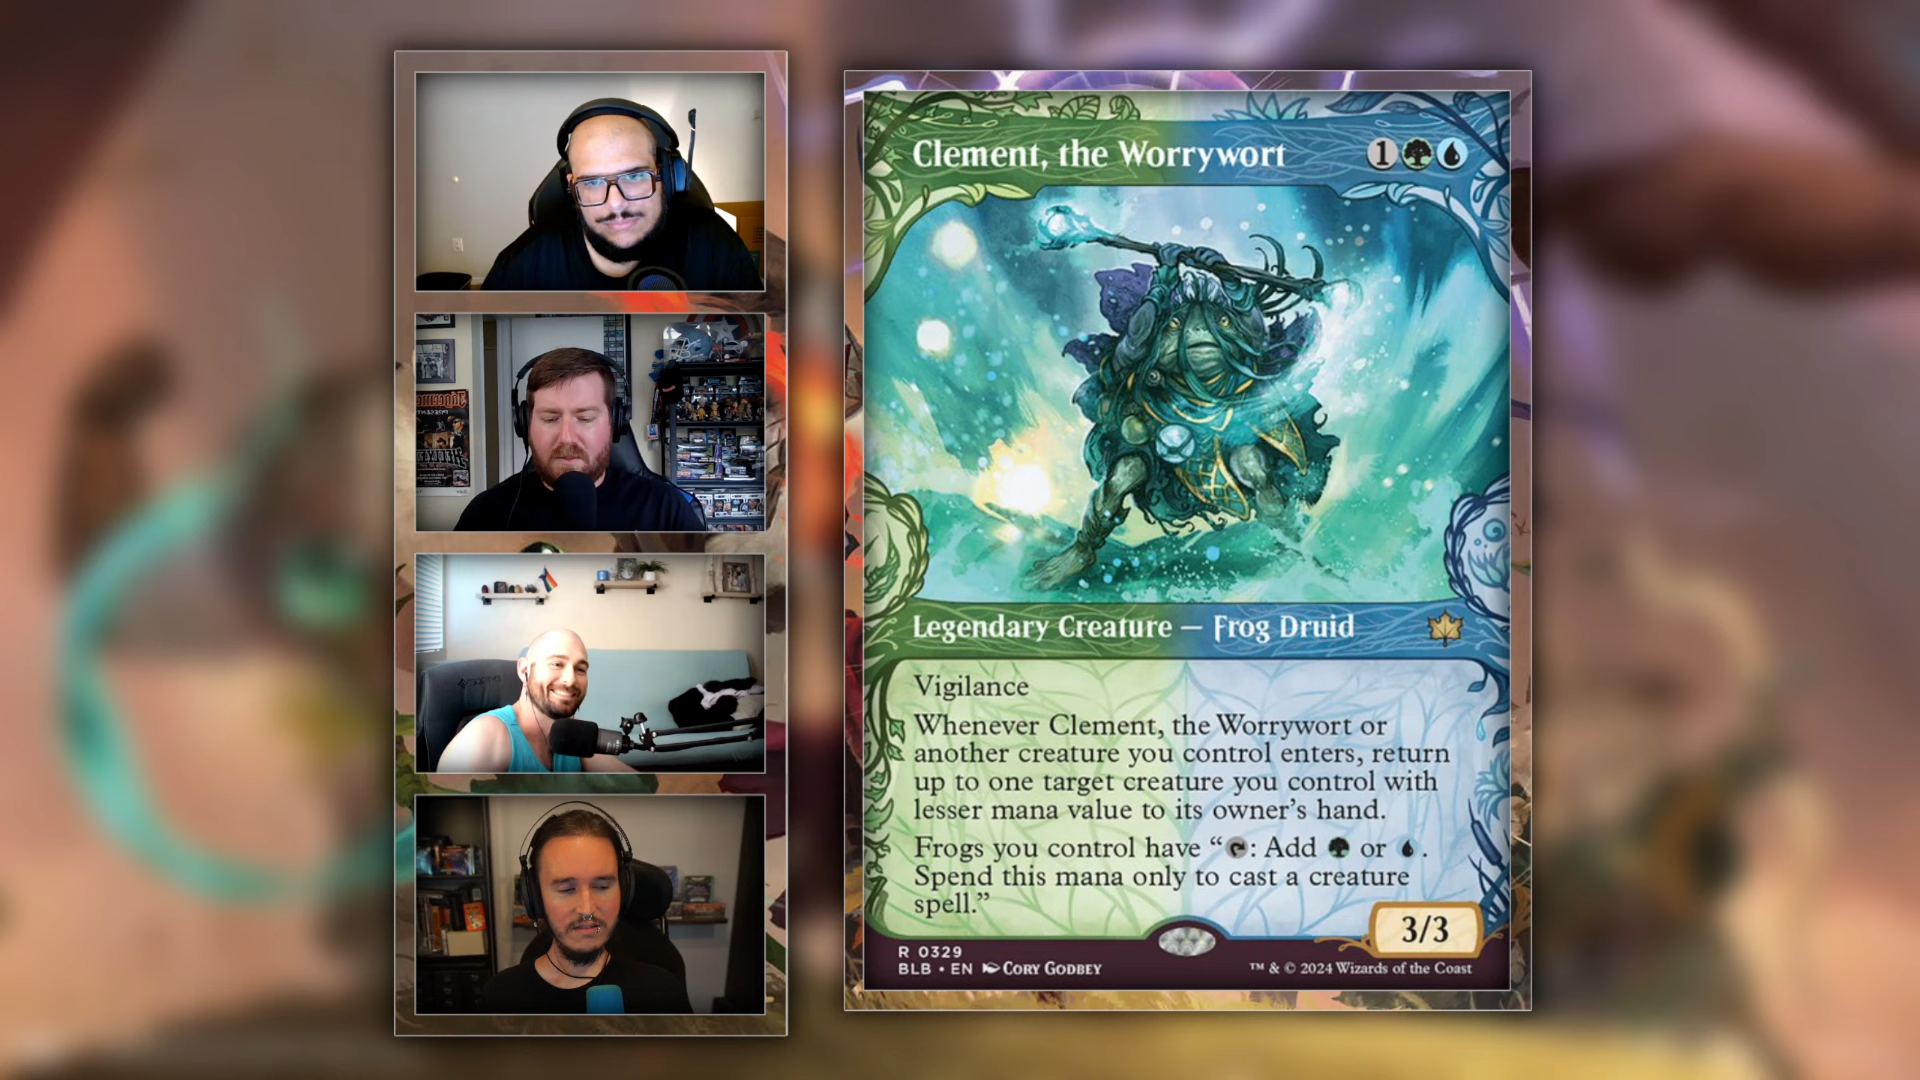 Clement, the Worrywort 1
Legendary Creature — Frog Druid
Vigilance
Whenever Clement, the Worrywort or
another creature you control enters, return
up to one target creature you control with
lesser mana value to its owner's hand.
Frogs you control have “ : Add or .
Spend this mana only to cast a creature
spell.”
3/3
R 0329
BLB • EN CORY GODBEY
™ & © 2024 Wizards of the Coast